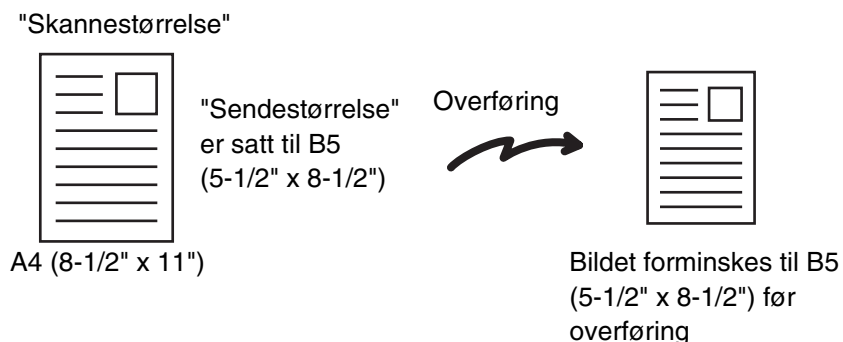 "Skannestørrelse"
"Sendestørrelse"
er satt til B5
(5-1/2" x 8-1/2")
Overføring
A4 (8-1/2" x 11")
Bildet forminskes til B5
(5-1/2" x 8-1/2") før
overføring